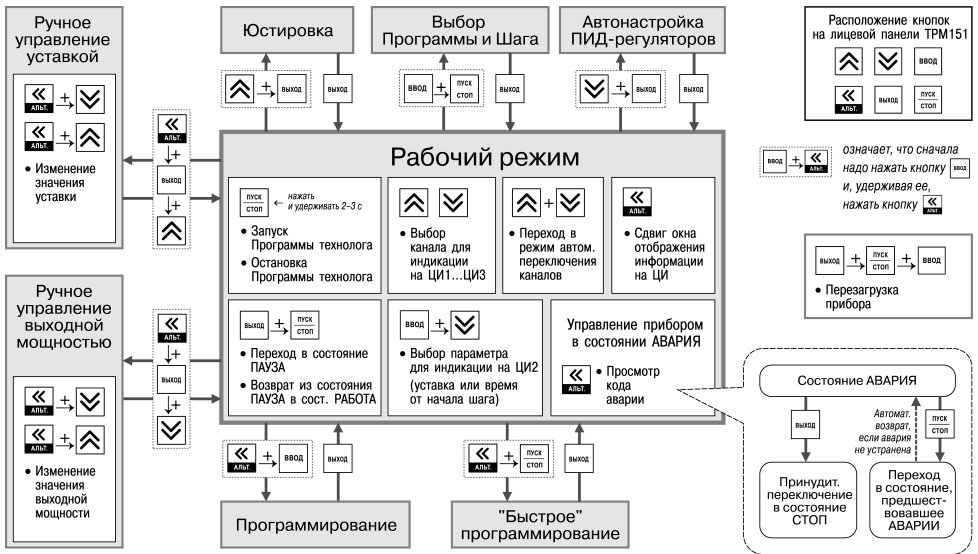 Ручное
управление
уставкой
АЛЬТ.
АЛЬТ.
• Изменение
значения
уставки
Юстировка
ВЫХОД
ВЫХОД
Выбор
Программы и Шага
ВВОД
ПУСК
СТОП
ВЫХОД
Автонастройка
ПИД-регуляторов
ВЫХОД
ВЫХОД
Расположение кнопок
на лицевой панели ТРМ151
ВВОД
АЛЬТ.
ВЫХОД
ПУСК
СТОП
АЛЬТ.
ВЫХОД
Рабочий режим
ПУСК
СТОП
← нажать
и удерживать 2–3 с
• Запуск
Программы технолога
• Остановка
Программы технолога
• Выбор
канала для
индикации
на ЦИ1...ЦИ3
+
• Переход в
режим автом.
переключения
каналов
АЛЬТ.
• Сдвиг окна
отображения
информации
на ЦИ
ВЫХОД
ПУСК
СТОП
• Переход в состояние
ПАУЗА
• Возврат из состояния
ПАУЗА в сост. РАБОТА
ВВОД
• Выбор параметра
для индикации на ЦИ2
(уставка или время
от начала шага)
Управление прибором
в состоянии АВАРИЯ
АЛЬТ.
• Просмотр
кода
аварии
ВВОД
АЛЬТ.
означает, что сначала
надо нажать кнопку ВВОД
и, удерживая ее,
нажать кнопку АЛЬТ.
ВЫХОД
ПУСК
СТОП
ВВОД
• Перезагрузка
прибора
Ручное
управление
выходной
мощностью
АЛЬТ.
АЛЬТ.
• Изменение
значения
выходной
мощности
АЛЬТ.
ВЫХОД
АЛЬТ.
ВВОД
ВЫХОД
Программирование
АЛЬТ.
ПУСК
СТОП
ВЫХОД
"Быстрое"
программирование
Состояние АВАРИЯ
ВЫХОД
Автомат.
возврат,
если авария
не устранена
ПУСК
СТОП
Принудит.
переключение
в состояние
СТОП
Переход
в состояние,
предшест-
вовавшее
АВАРИИ